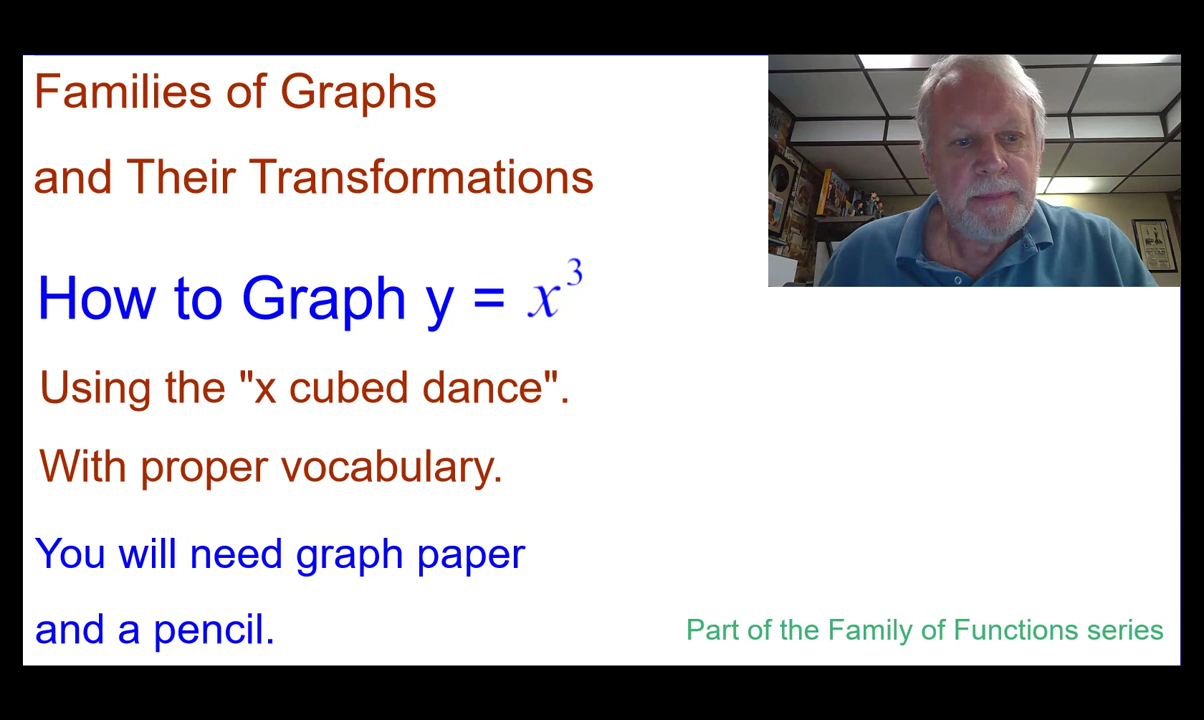 Families of Graphs
and Their Transformations
How to Graph y = x³
Using the "x cubed dance".
With proper vocabulary.
You will need graph paper
and a pencil.
Part of the Family of Functions series